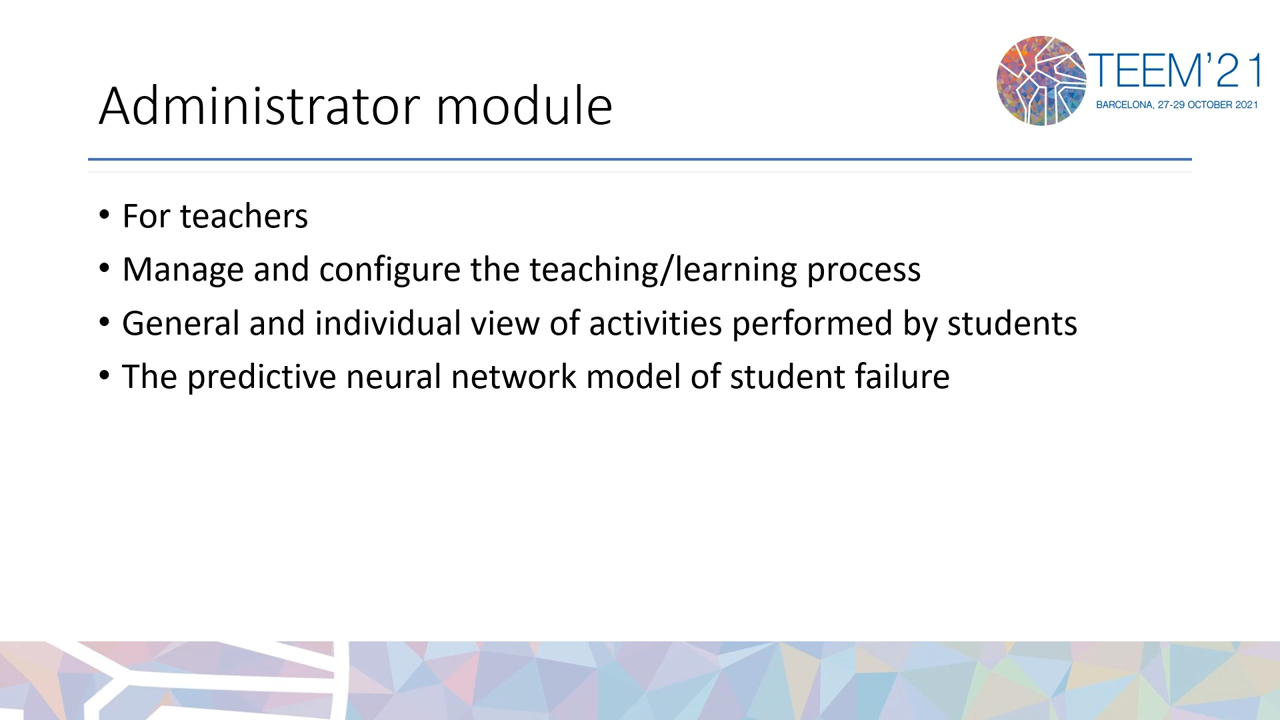 TEEM’21
BARCELONA, 27-29 OCTOBER 2021
Administrator module
• For teachers
• Manage and configure the teaching/learning process
• General and individual view of activities performed by students
• The predictive neural network model of student failure